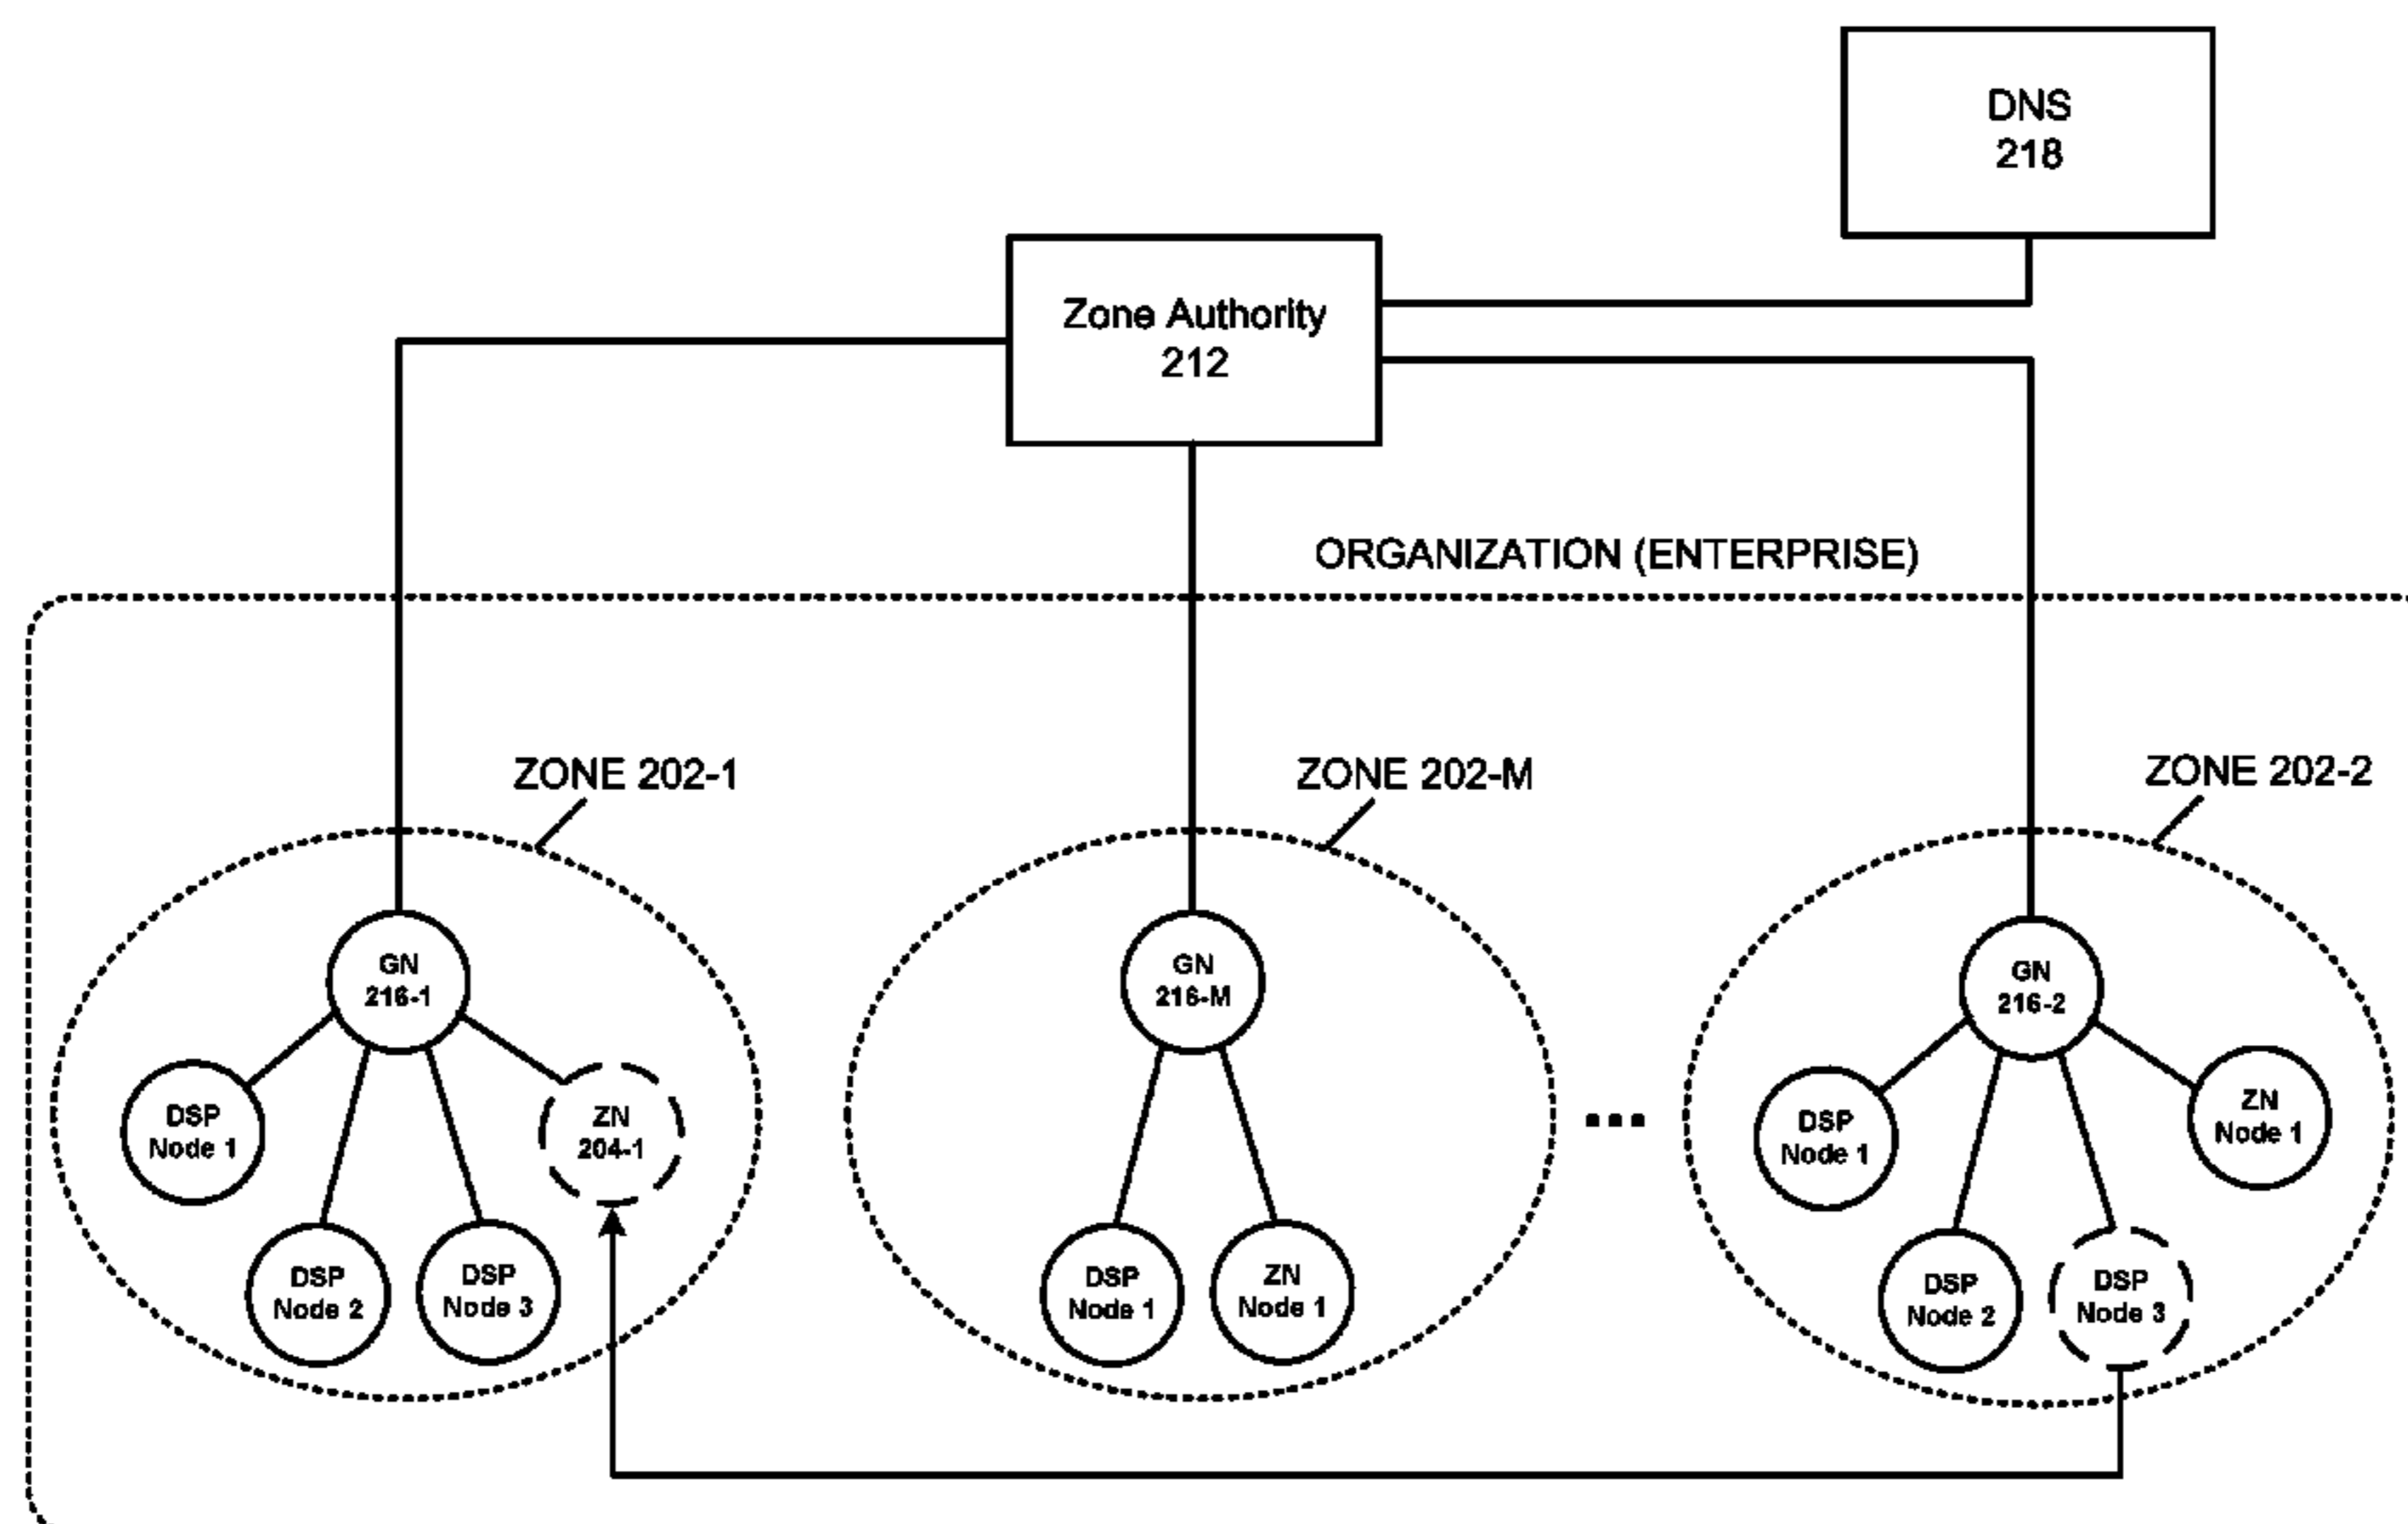 DNS
218
Zone Authority
212
ORGANIZATION (ENTERPRISE)
ZONE 202-1
ZONE 202-M
ZONE 202-2
GN
216-1
DSP
Node 1
DSP
Node 2
DSP
Node 3
ZN
204-1
GN
216-M
DSP
Node 1
ZN
Node 1
...
GN
216-2
DSP
Node 1
DSP
Node 2
DSP
Node 3
ZN
Node 1